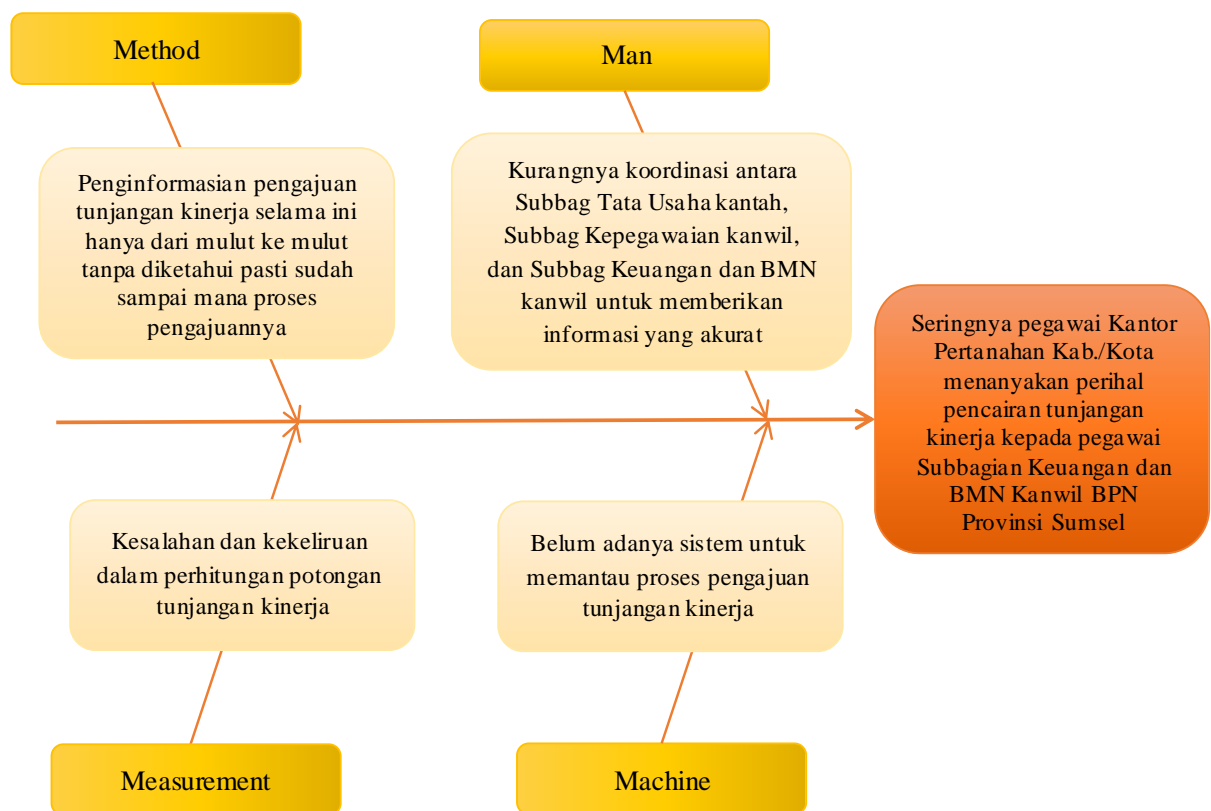 Method
Man
Penginformasian pengajuan
tunjangan kinerja selama ini
hanya dari mulut ke mulut
tanpa diketahui pasti sudah
sampai mana proses
pengajuannya
Kurangnya koordinasi antara
Subbag Tata Usaha kantah,
Subbag Kepegawaian kanwil,
dan Subbag Keuangan dan BMN
kanwil untuk memberikan
informasi yang akurat
Seringnya pegawai Kantor
Pertanahan Kab./Kota
menanyakan perihal
pencairan tunjangan
kinerja kepada pegawai
Subbagian Keuangan dan
BMN Kanwil BPN
Provinsi Sumsel
Kesalahan dan kekeliruan
dalam perhitungan potongan
tunjangan kinerja
Belum adanya sistem untuk
memantau proses pengajuan
tunjangan kinerja
Measurement
Machine